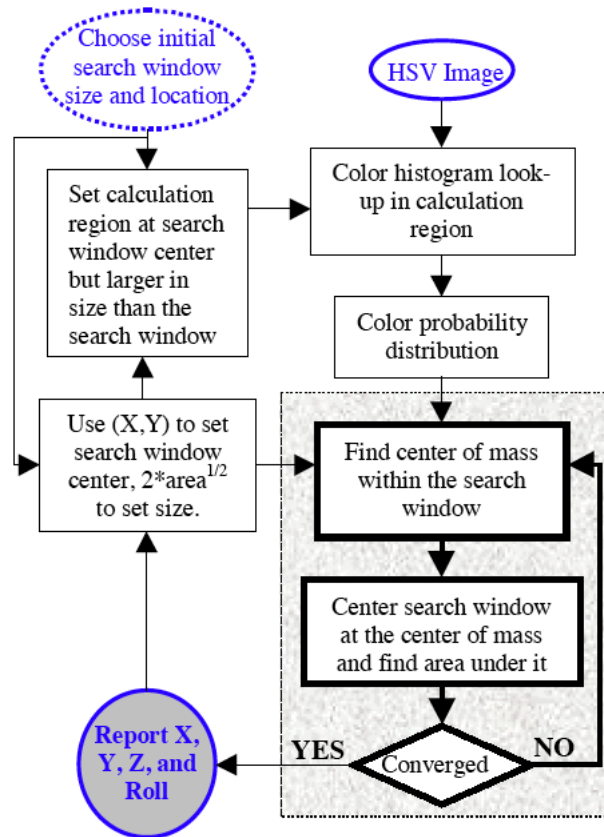 Choose initial
search window
size and location
HSV Image
Set calculation
region at search
window center
but larger in
size than the
search window
Color histogram look-
up in calculation
region
Color probability
distribution
Use (X,Y) to set
search window
center, 2*area^1/2
to set size.
Find center of mass
within the search
window
Center search window
at the center of mass
and find area under it
Report X,
Y, Z, and
Roll
YES
Converged
NO